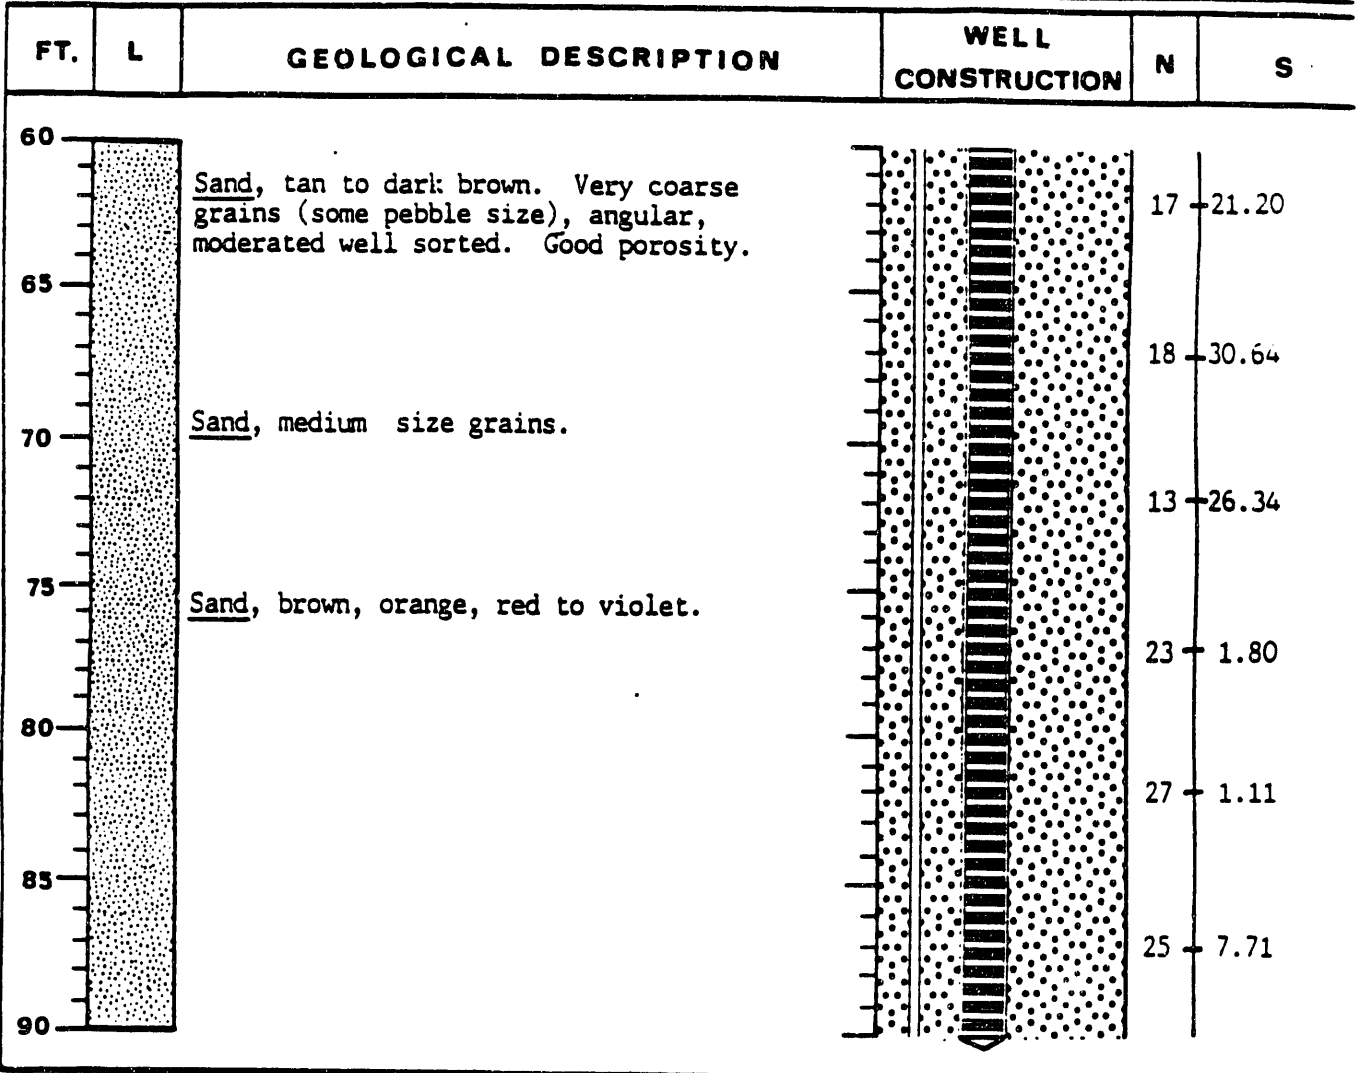 FT. L GEOLOGICAL DESCRIPTION WELL CONSTRUCTION N S
60
Sand, tan to dark brown. Very coarse
grains (some pebble size), angular,
moderated well sorted. Good porosity.
17 21.20
65
18 30.64
70 Sand, medium size grains.
13 26.34
75
Sand, brown, orange, red to violet.
23 1.80
80
27 1.11
85
25 7.71
90